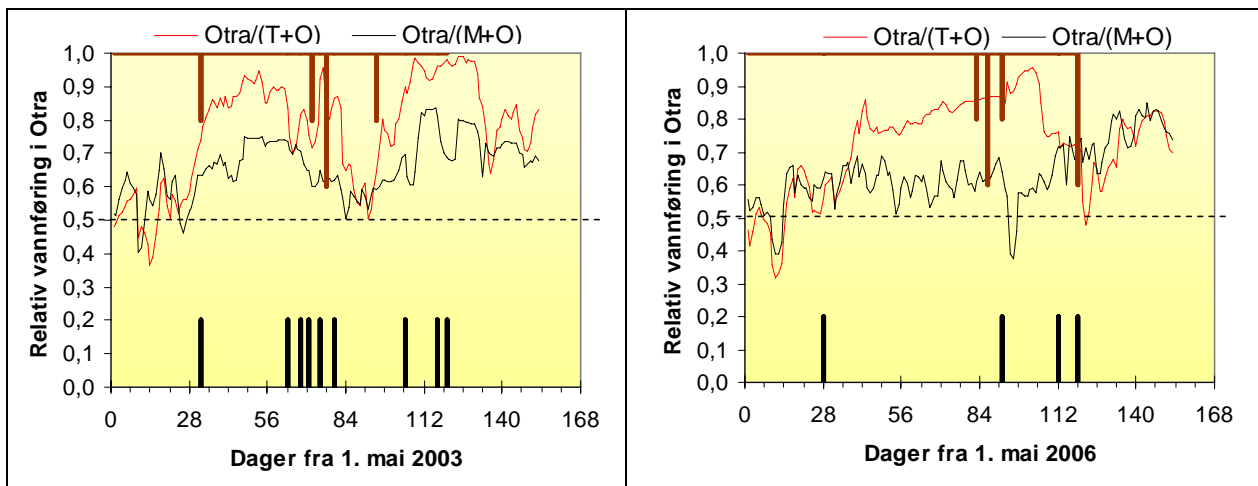 Otra/(T+O) Otra/(M+O)
Relativ vannføring i Otra
1,0
0,9
0,8
0,7
0,6
0,5
0,4
0,3
0,2
0,1
0,0
0 28 56 84 112 140 168
Dager fra 1. mai 2003
Otra/(T+O) Otra/(M+O)
Relativ vannføring i Otra
1,0
0,9
0,8
0,7
0,6
0,5
0,4
0,3
0,2
0,1
0,0
0 28 56 84 112 140 168
Dager fra 1. mai 2006